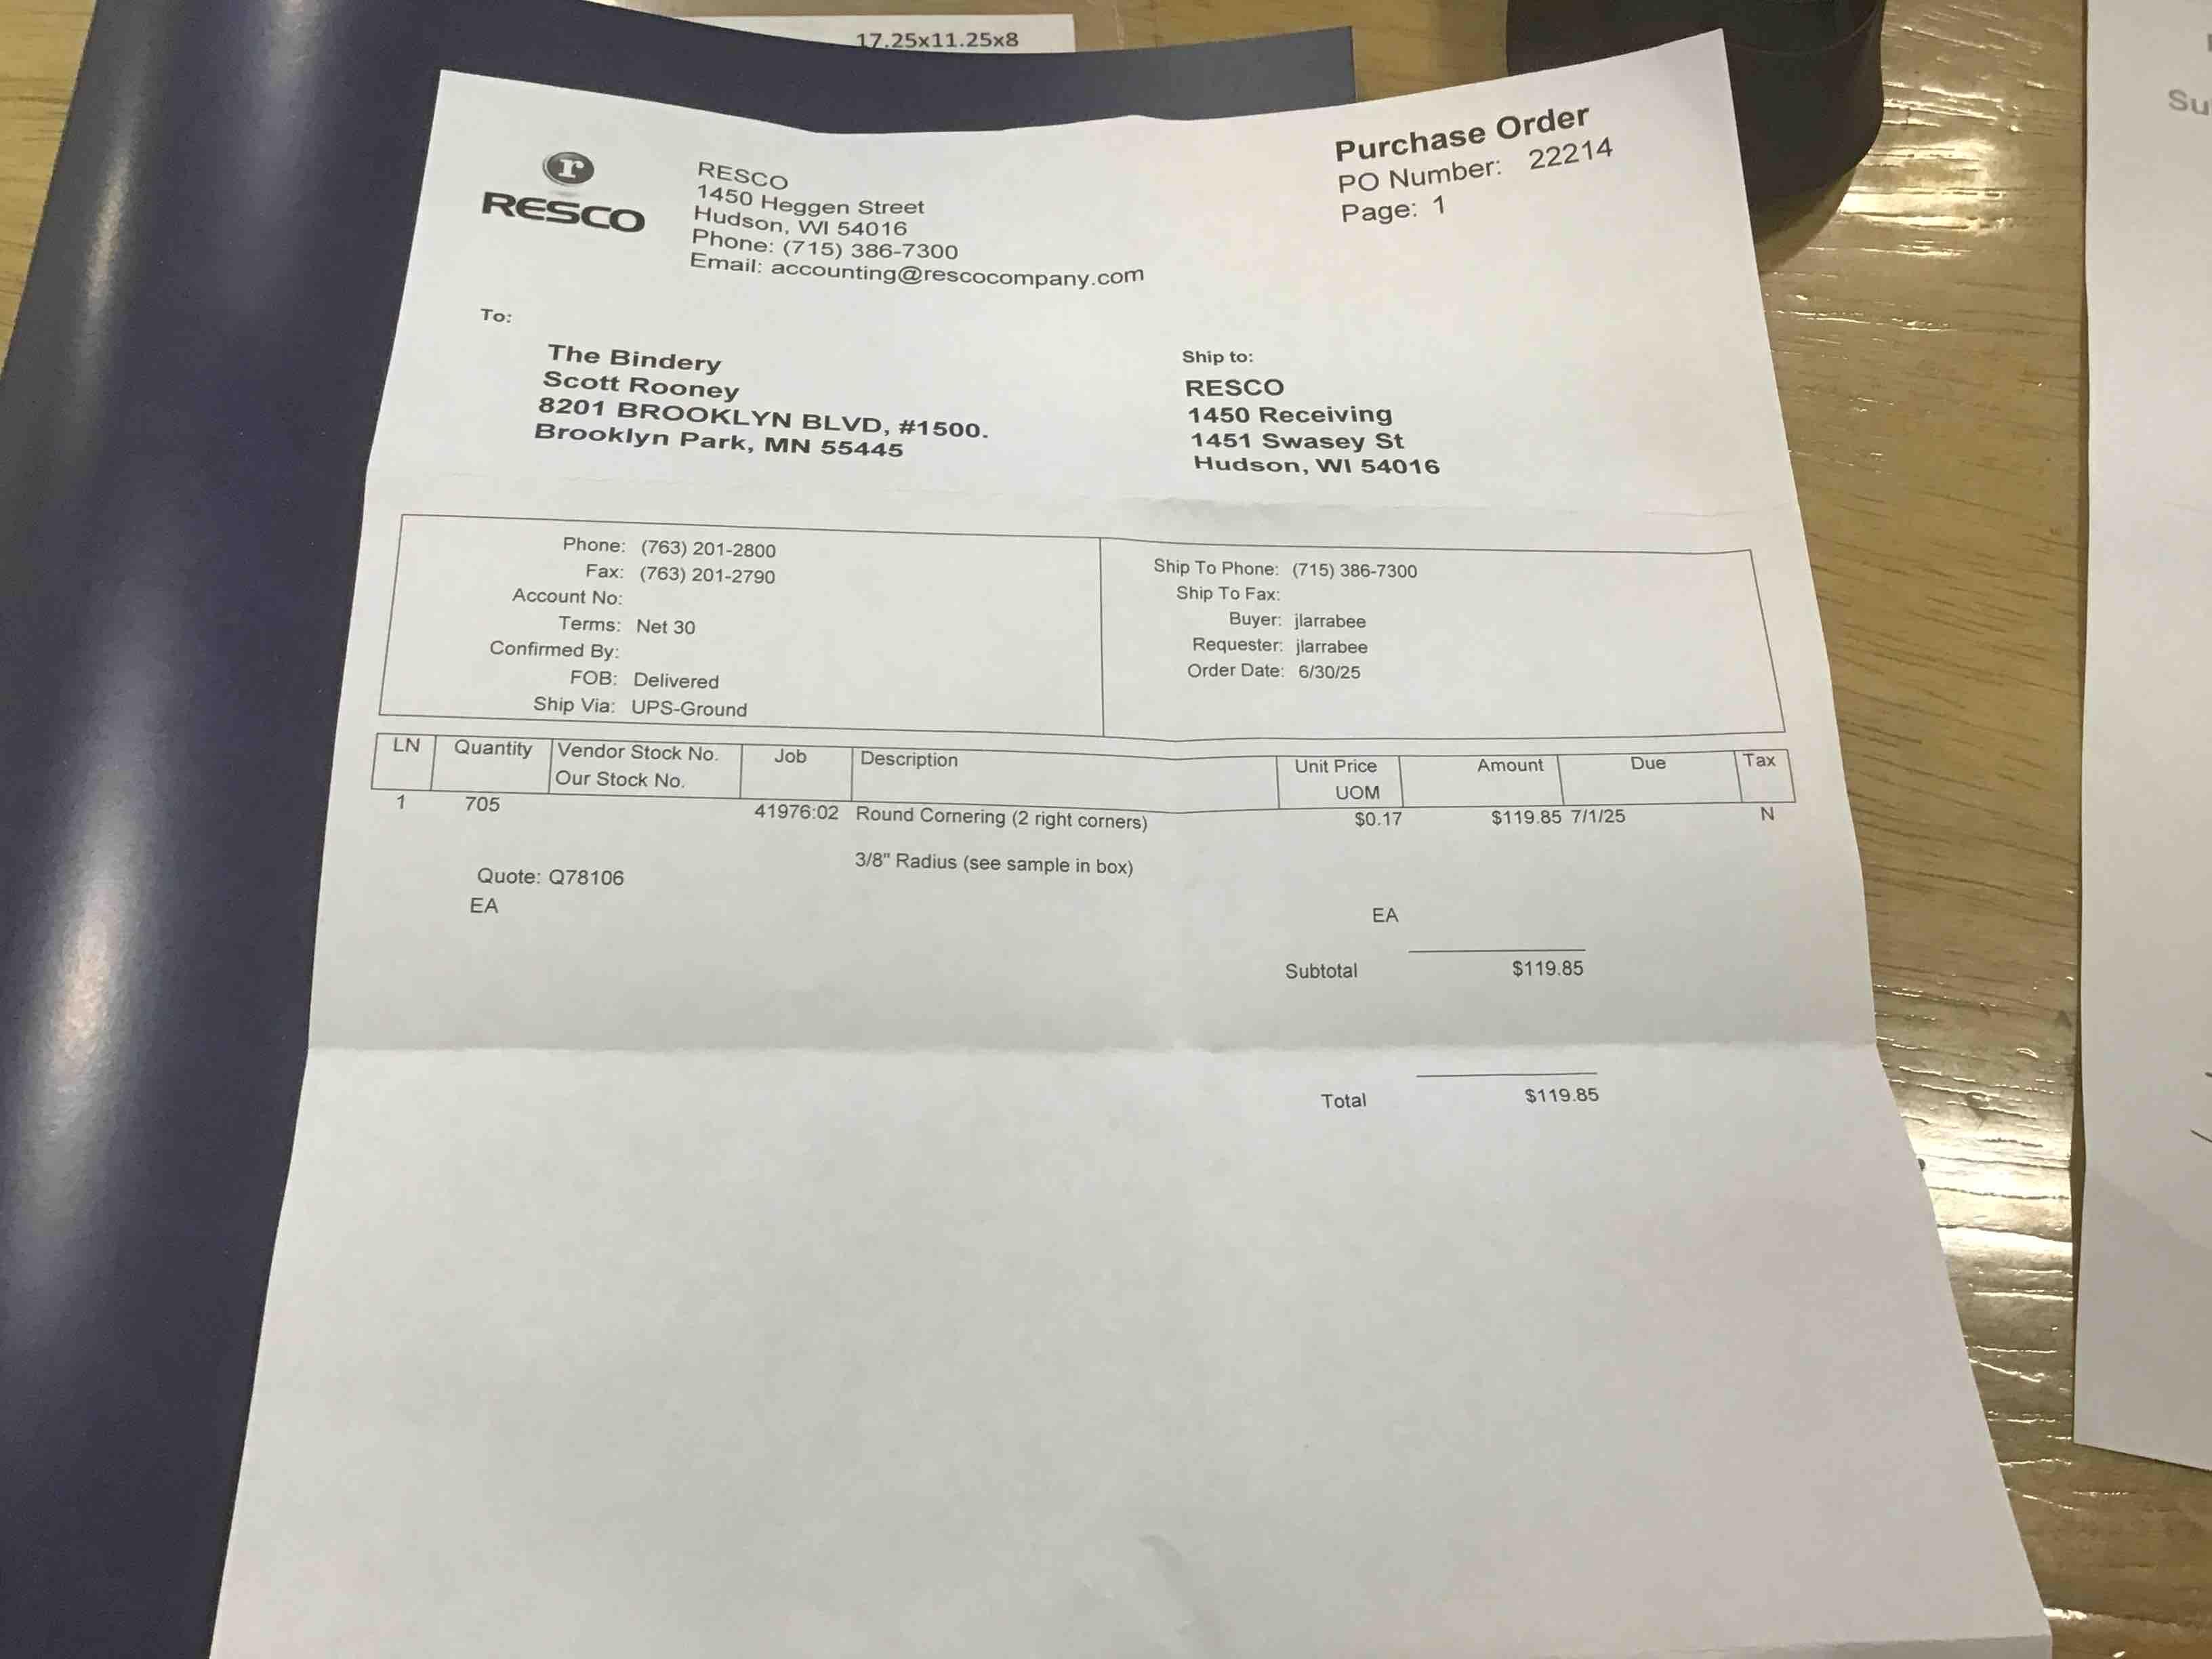 17.25x11.25x8
Su
r
RESCO
RESCO
1450 Heggen Street
Hudson, WI 54016
Phone: (715) 386-7300
Email: accounting@rescocompany.com
Purchase Order
PO Number: 22214
Page: 1
To:
The Bindery
Scott Rooney
8201 BROOKLYN BLVD, #1500.
Brooklyn Park, MN 55445
Ship to:
RESCO
1450 Receiving
1451 Swasey St
Hudson, WI 54016
Phone: (763) 201-2800
Fax: (763) 201-2790
Account No:
Terms: Net 30
Confirmed By:
FOB: Delivered
Ship Via: UPS-Ground
Ship To Phone: (715) 386-7300
Ship To Fax:
Buyer: jlarrabee
Requester: jlarrabee
Order Date: 6/30/25
LN Quantity Vendor Stock No. Job Description Unit Price Amount Due Tax
Our Stock No. UOM
1 705 41976:02 Round Cornering (2 right corners) $0.17 $119.85 7/1/25 N
3/8" Radius (see sample in box)
Quote: Q78106
EA EA
Subtotal $119.85
Total $119.85